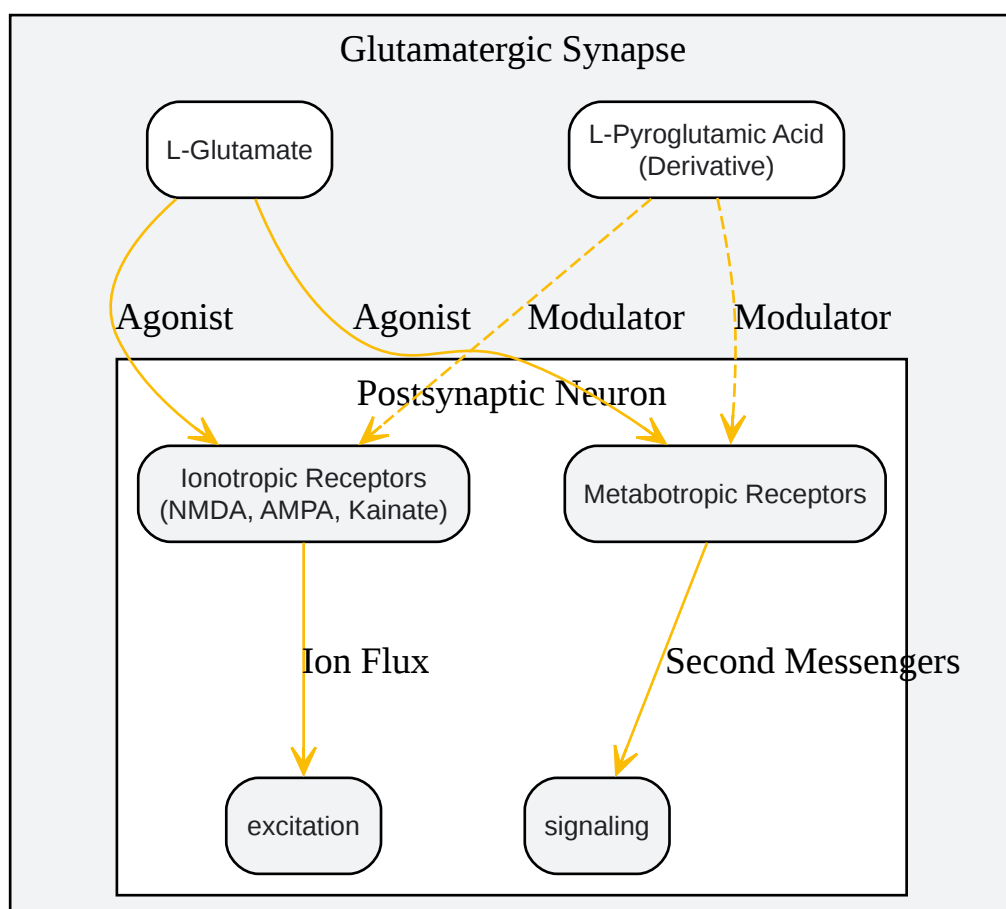 Glutamatergic Synapse
L-Glutamate
L-Pyroglutamic Acid
(Derivative)
Agonist
Agonist
Modulator
Modulator
Postsynaptic Neuron
Ionotropic Receptors
(NMDA, AMPA, Kainate)
Metabotropic Receptors
Ion Flux
Second Messengers
excitation
signaling